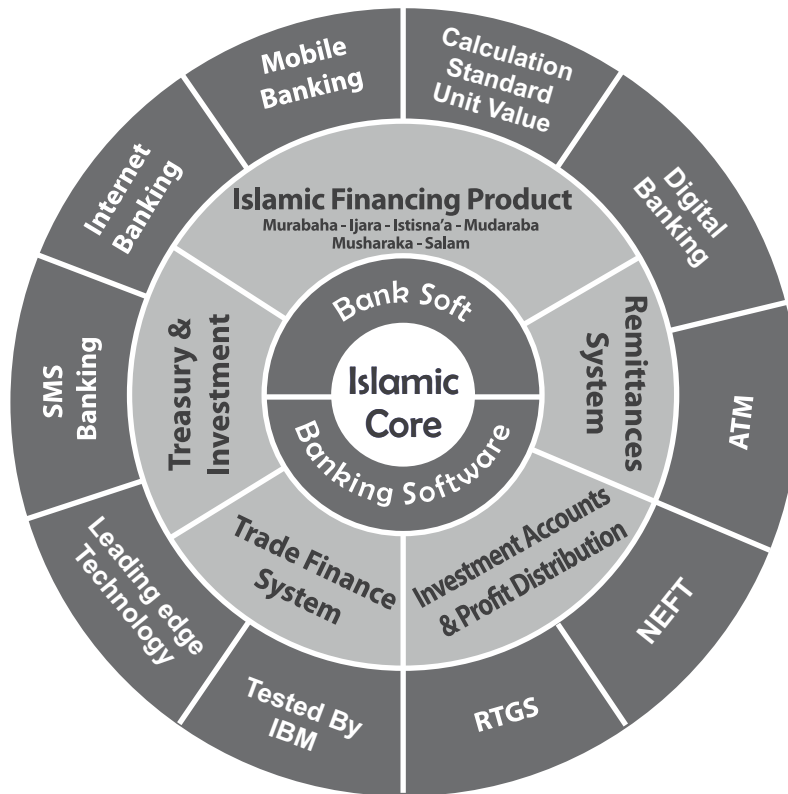 Mobile
Banking
Calculation
Standard
Unit Value
Digital
Banking
ATM
NEFT
RTGS
Tested By
IBM
Leading edge
Technology
SMS
Banking
Internet
Banking
Islamic Financing Product
Murabaha - Ijara - Istisna'a - Mudaraba
Musharaka - Salam
Remittances
System
Investment Accounts
& Profit Distribution
Trade Finance
System
Treasury &
Investment
Bank Soft
Islamic
Core
Banking Software